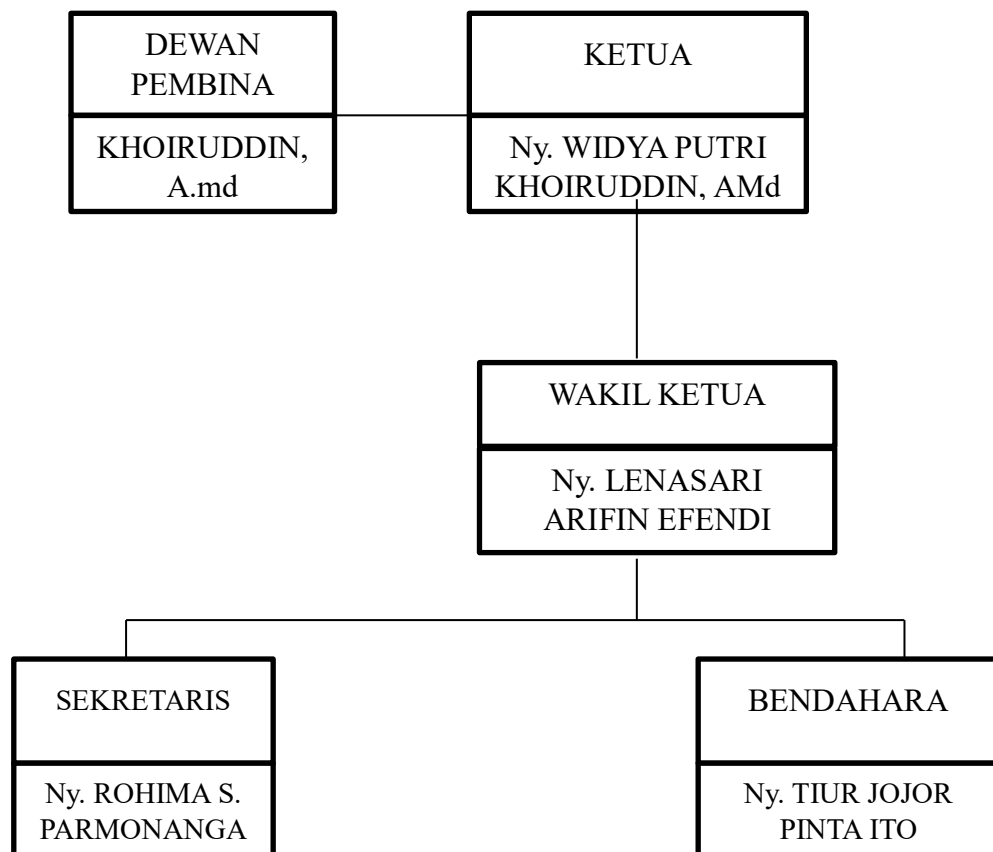 DEWAN
PEMBINA
KHOIRUDDIN,
A.md
KETUA
Ny. WIDYA PUTRI
KHOIRUDDIN, AMd
WAKIL KETUA
Ny. LENASARI
ARIFIN EFENDI
SEKRETARIS
Ny. ROHIMA S.
PARMONANGA
BENDAHARA
Ny. TIUR JOJOR
PINTA ITO